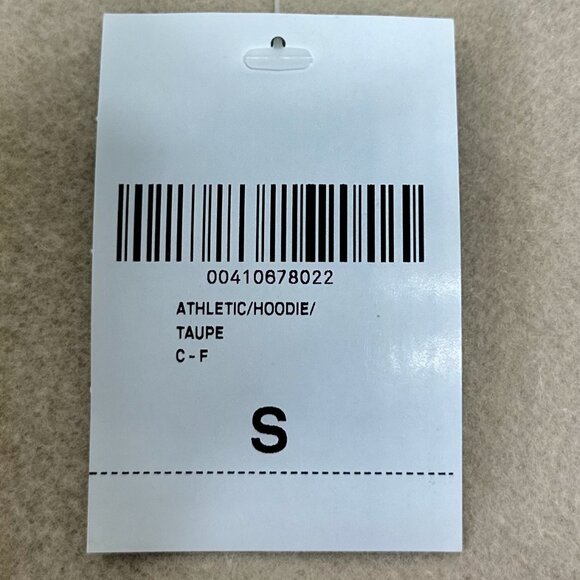 00410678022
ATHLETIC/HOODIE/
TAUPE
C - F
S